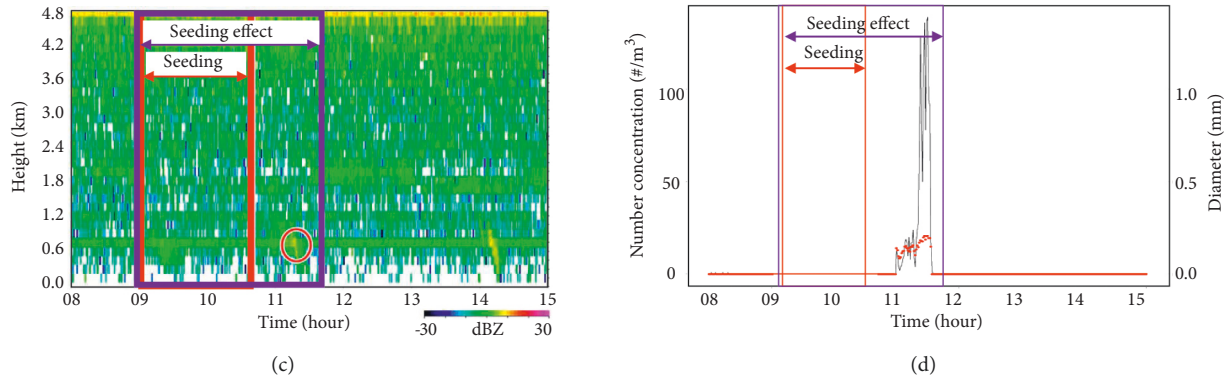 4.8
4.2
3.6
3.0
2.4
1.8
1.2
0.6
0.0
Height (km)
Seeding effect
Seeding
08 09 10 11 12 13 14 15
Time (hour)
-30 dBZ 30
(c)
Number concentration (#/m³)
100
50
0
Seeding effect
Seeding
1.0
0.5
0.0
Diameter (mm)
08 09 10 11 12 13 14 15
Time (hour)
(d)